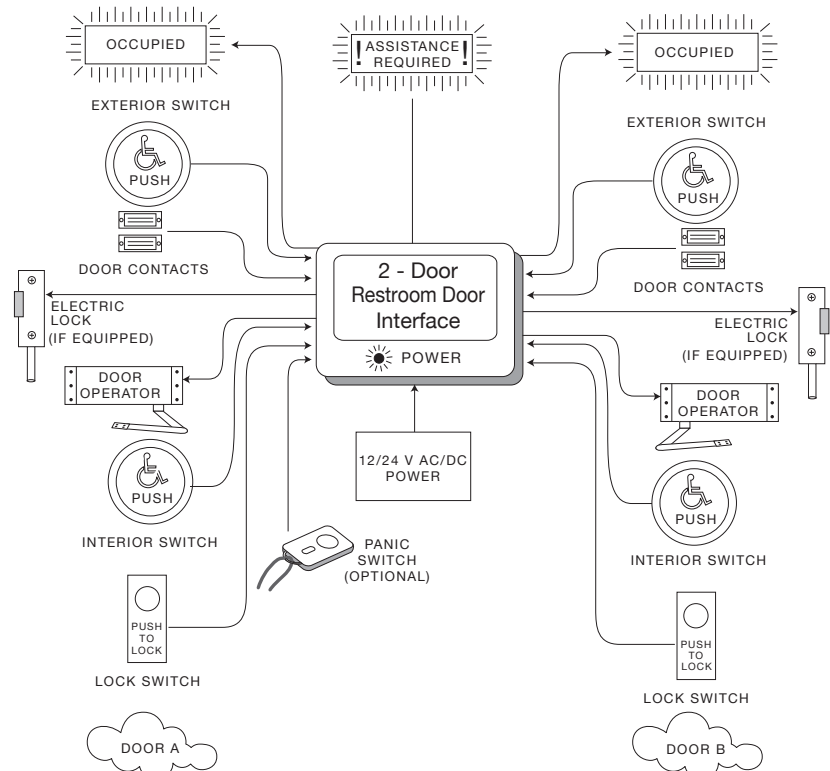 OCCUPIED
! ASSISTANCE !
REQUIRED
OCCUPIED
EXTERIOR SWITCH
PUSH
DOOR CONTACTS
EXTERIOR SWITCH
PUSH
DOOR CONTACTS
2 - Door
Restroom Door
Interface
POWER
ELECTRIC
LOCK
(IF EQUIPPED)
ELECTRIC
LOCK
(IF EQUIPPED)
DOOR
OPERATOR
DOOR
OPERATOR
12/24 V AC/DC
POWER
PUSH
INTERIOR SWITCH
PUSH
INTERIOR SWITCH
PANIC
SWITCH
(OPTIONAL)
PUSH
TO
LOCK
LOCK SWITCH
PUSH
TO
LOCK
LOCK SWITCH
DOOR A
DOOR B